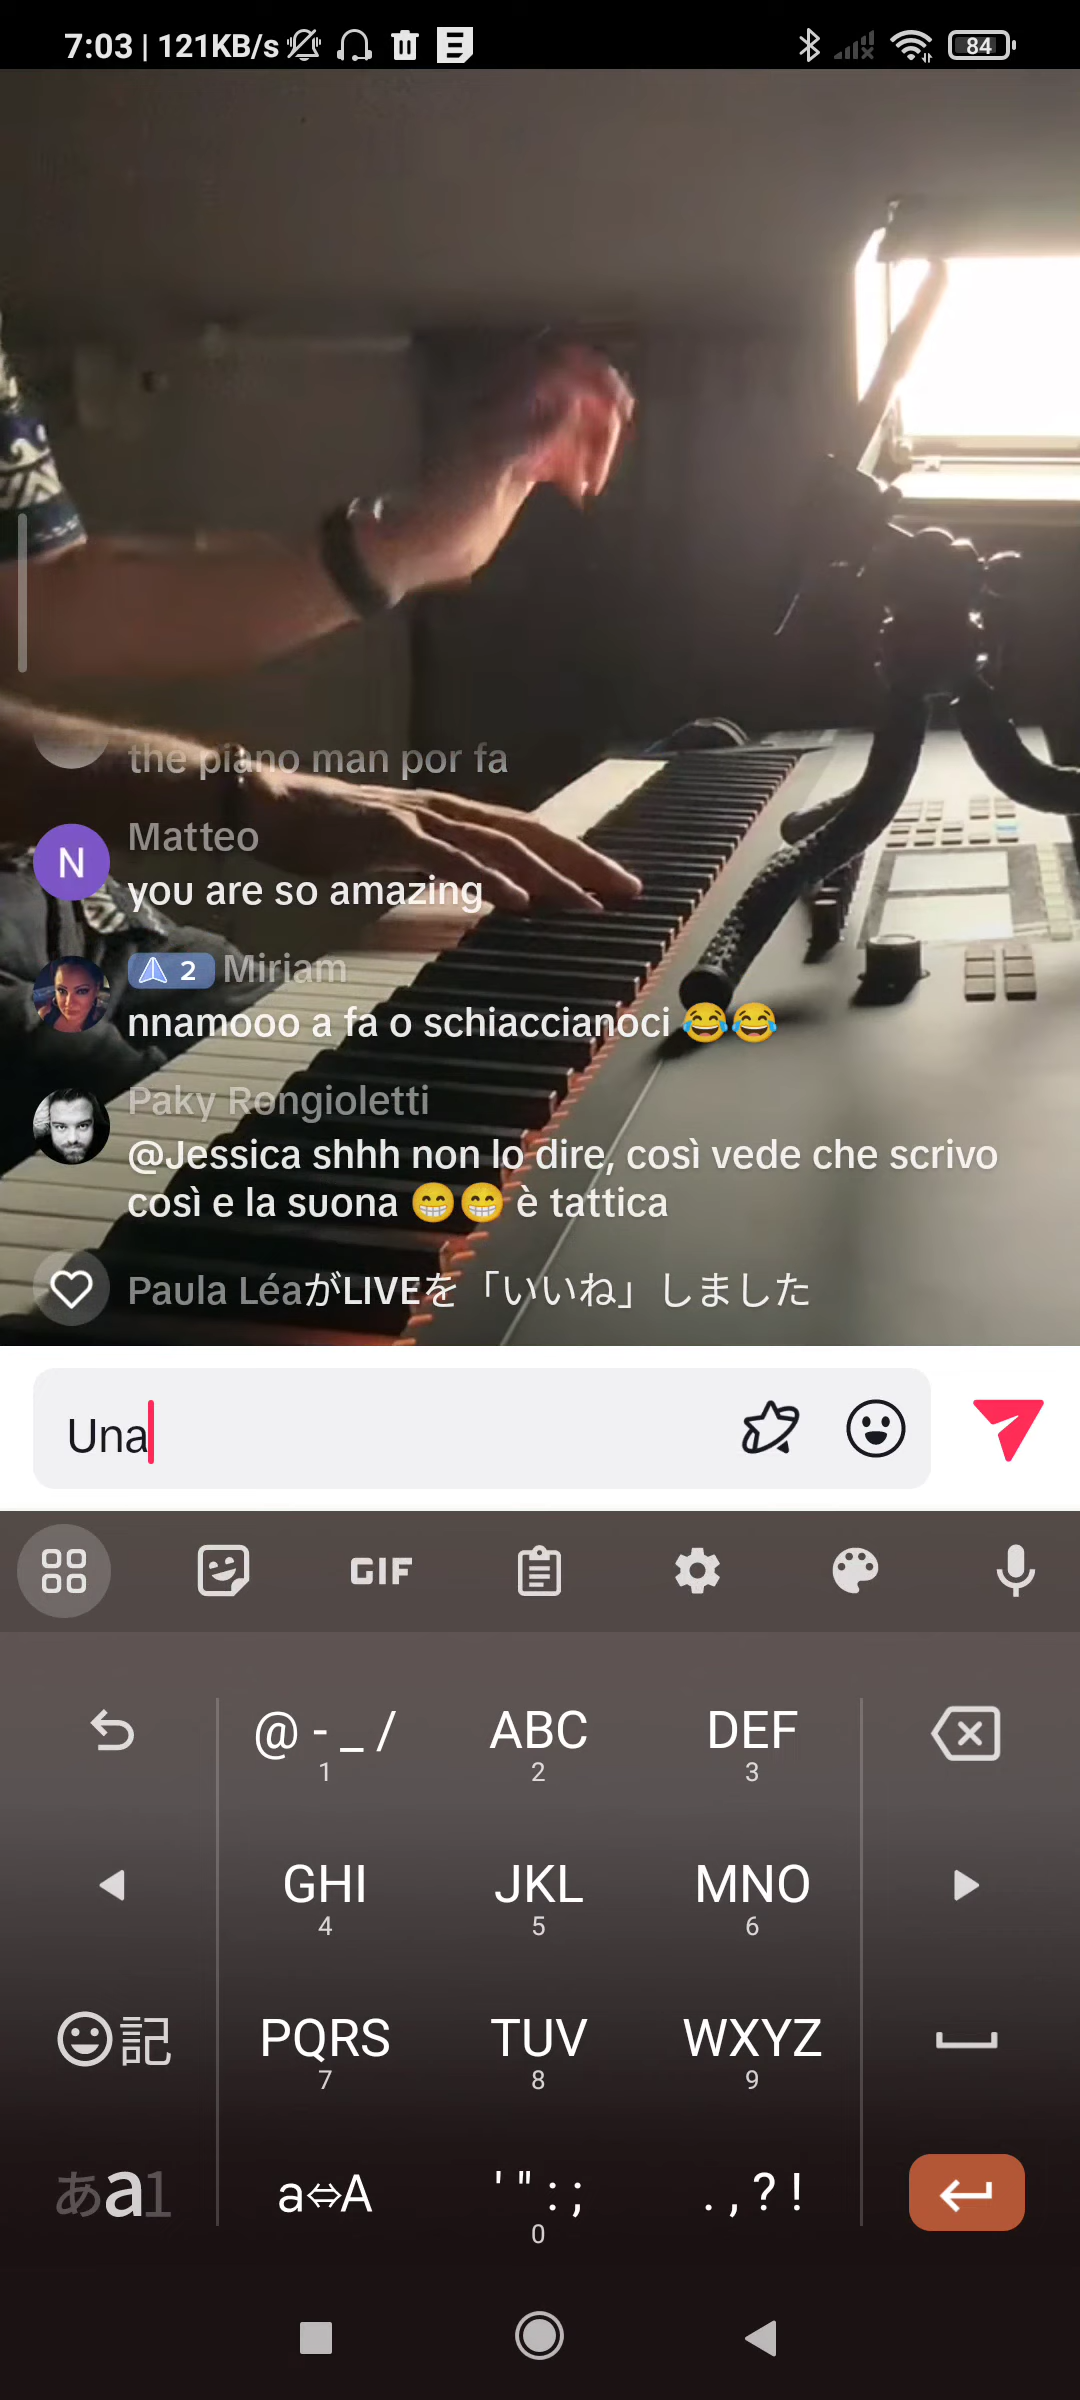 7:03 | 121KB/s
84
the piano man por fa
N
Matteo
you are so amazing
2 Miriam
nnamooo a fa o schiaccianoci 😂😂
Paky Rongioletti
@Jessica shhh non lo dire, così vede che scrivo
così e la suona 😁😁 è tattica
Paula LéaがLIVEを「いいね」しました
Una
GIF
@ - _ /
1
ABC
2
DEF
3
GHI
4
JKL
5
MNO
6
記
PQRS
7
TUV
8
WXYZ
9
あa1
a⇔A
' " : ;
0
. , ? !